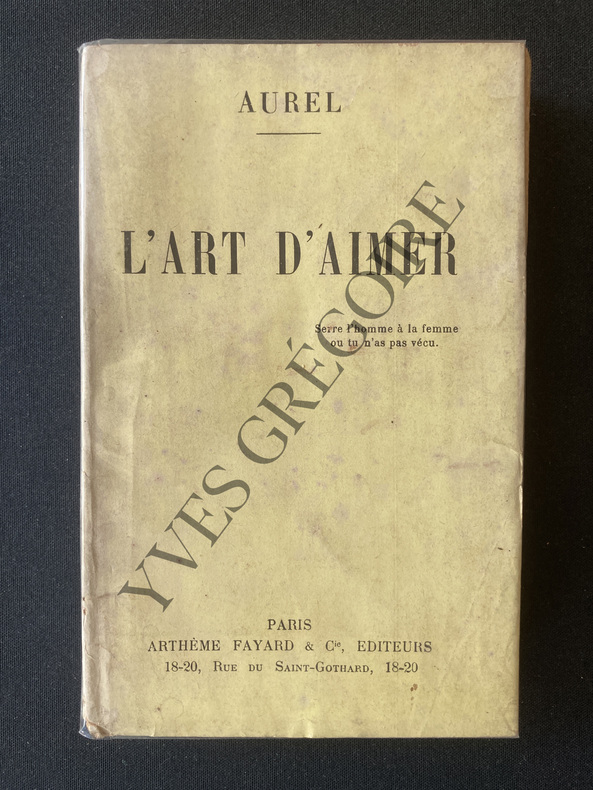 AUREL
L'ART D'AIMER
Serre l'homme à la femme
ou tu n'as pas vécu.
YVES GRÉGOIRE
PARIS
ARTHÈME FAYARD & Cie, EDITEURS
18-20, RUE DU SAINT-GOTHARD, 18-20